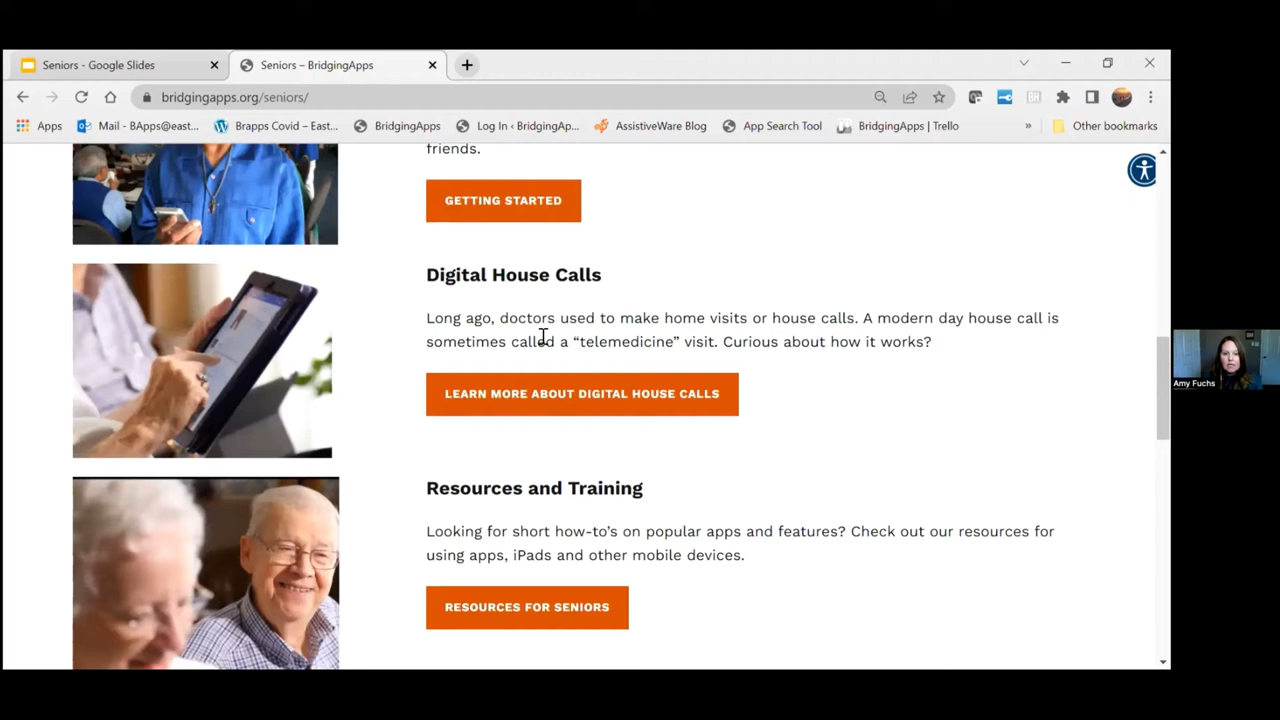 Seniors - Google Slides
Seniors – BridgingApps
bridgingapps.org/seniors/
Apps
Mail - BApps@east...
Brapps Covid – East...
BridgingApps
Log In ‹ BridgingAp...
AssistiveWare Blog
App Search Tool
BridgingApps | Trello
»
Other bookmarks
friends.
GETTING STARTED
Digital House Calls
Long ago, doctors used to make home visits or house calls. A modern day house call is
sometimes called a “telemedicine” visit. Curious about how it works?
LEARN MORE ABOUT DIGITAL HOUSE CALLS
Amy Fuchs
Resources and Training
Looking for short how-to’s on popular apps and features? Check out our resources for
using apps, iPads and other mobile devices.
RESOURCES FOR SENIORS